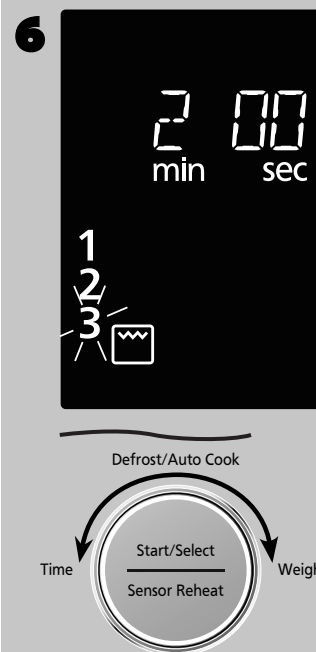 6
2 00
min sec
1
2
3
Defrost/Auto Cook
Time
Start/Select
Sensor Reheat
Weigh